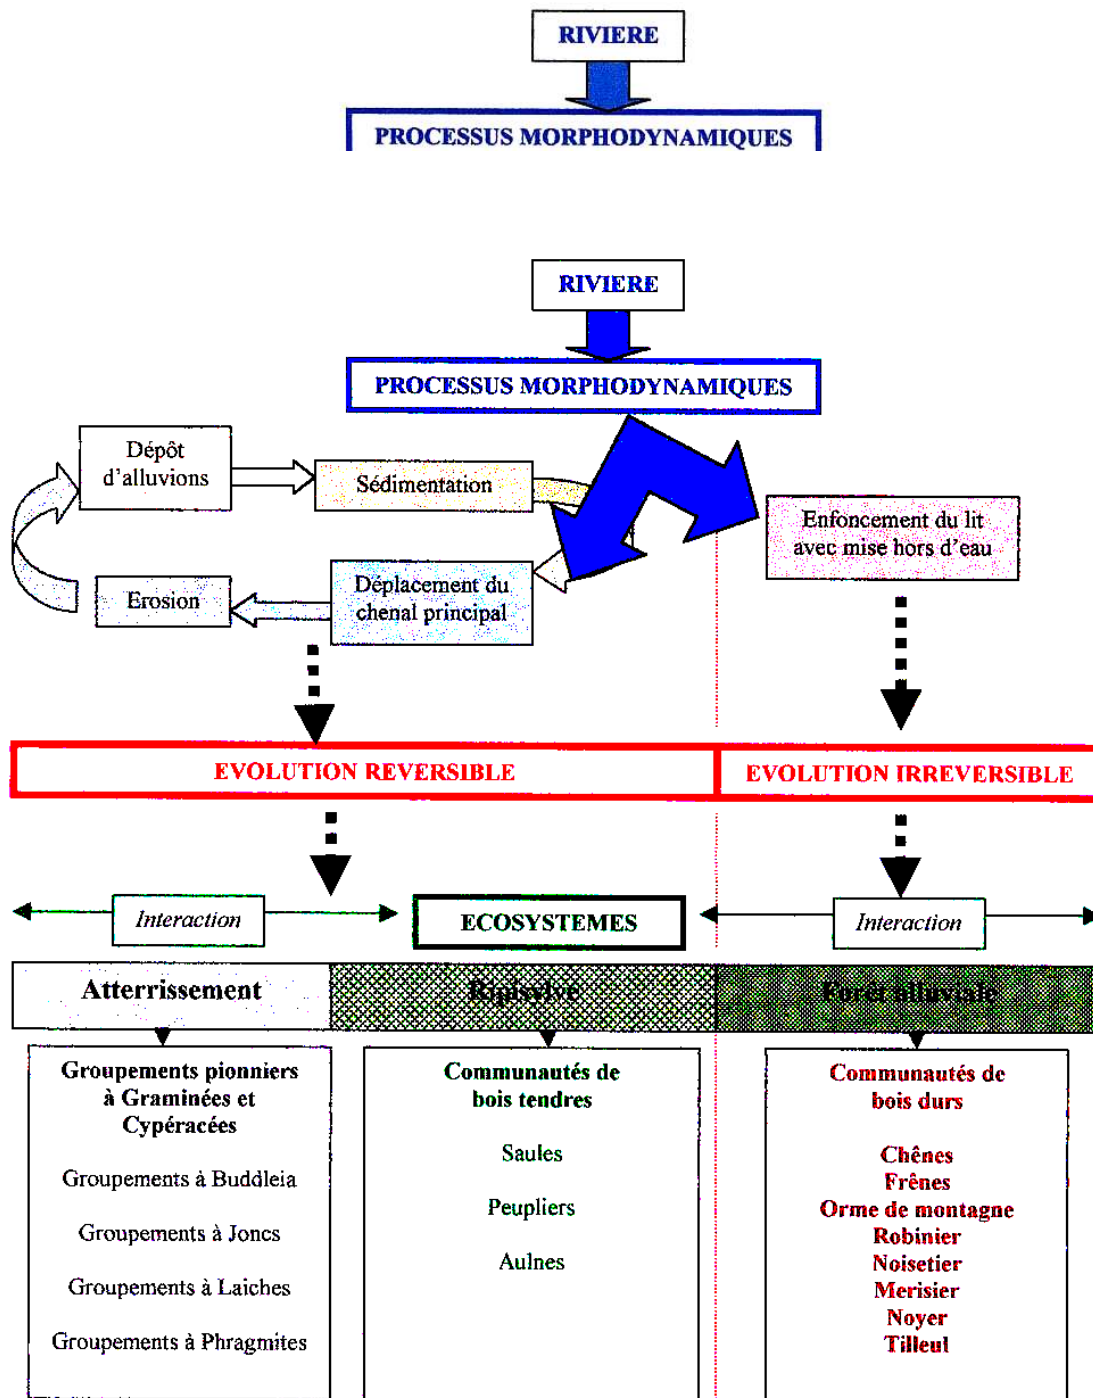 RIVIERE
PROCESSUS MORPHODYNAMIQUES
RIVIERE
PROCESSUS MORPHODYNAMIQUES
Dépôt
d'alluvions
Sédimentation
Enfoncement du lit
avec mise hors d'eau
Erosion
Déplacement du
chenal principal
EVOLUTION REVERSIBLE
EVOLUTION IRREVERSIBLE
Interaction
ECOSYSTEMES
Interaction
Atterrissement
Ripisylve
Forêt alluviale
Groupements pionniers
à Graminées et
Cypéracées
Groupements à Buddleia
Groupements à Joncs
Groupements à Laiches
Groupements à Phragmites
Communautés de
bois tendres
Saules
Peupliers
Aulnes
Communautés de
bois durs
Chênes
Frênes
Orme de montagne
Robinier
Noisetier
Merisier
Noyer
Tilleul